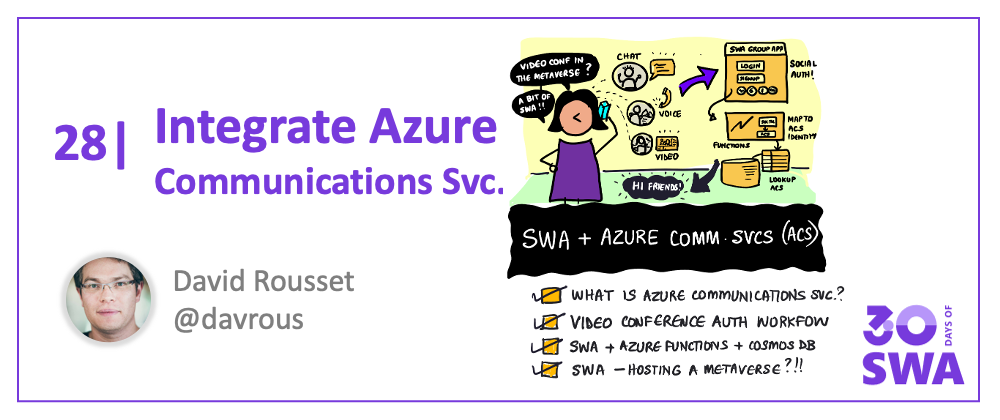 28|
Integrate Azure
Communications Svc.
David Rousset
@davrous
VIDEO CONF IN
THE METAVERSE?
A BIT OF
SWA!!
CHAT
VOICE
VIDEO
HI FRIENDS!
SWA GROUP APP
LOGIN
SIGNUP
SOCIAL
AUTH!
MAP TO
ACS
IDENTITY
FUNCTIONS
LOOKUP
ACS
SWA + AZURE COMM.SVCS (ACS)
WHAT IS AZURE COMMUNICATIONS SVC.?
VIDEO CONFERENCE AUTH WORKFOW
SWA + AZURE FUNCTIONS + COSMOS DB
SWA – HOSTING A METAVERSE?!!
30
DAYS OF
SWA